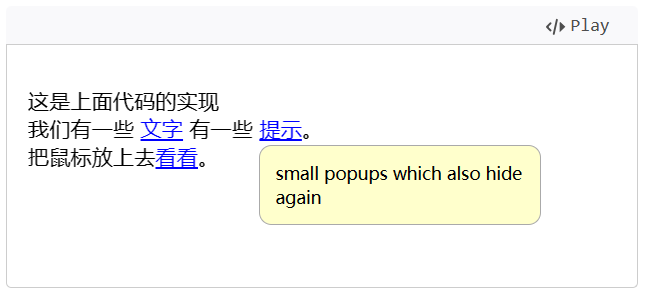 </> Play
这是上面代码的实现
我们有一些 文字 有一些 提示。
把鼠标放上去看看。
small popups which also hide
again